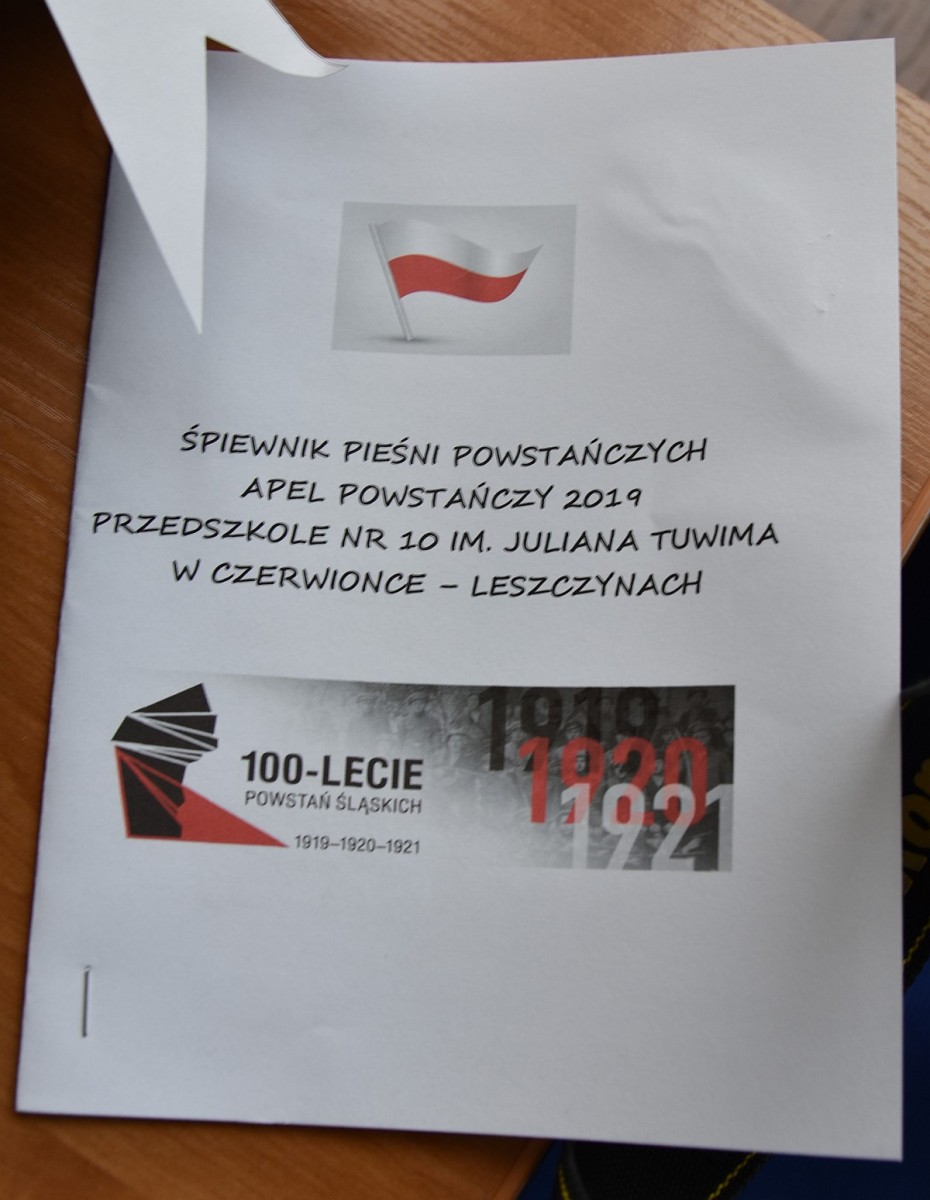 ŚPIEWNIK PIEŚNI POWSTAŃCZYCH
APEL POWSTAŃCZY 2019
PRZEDSZKOLE NR 10 IM. JULIANA TUWIMA
W CZERWIONCE – LESZCZYNACH
100-LECIE
POWSTAŃ ŚLĄSKICH
1919–1920–1921
1919
1920
1921